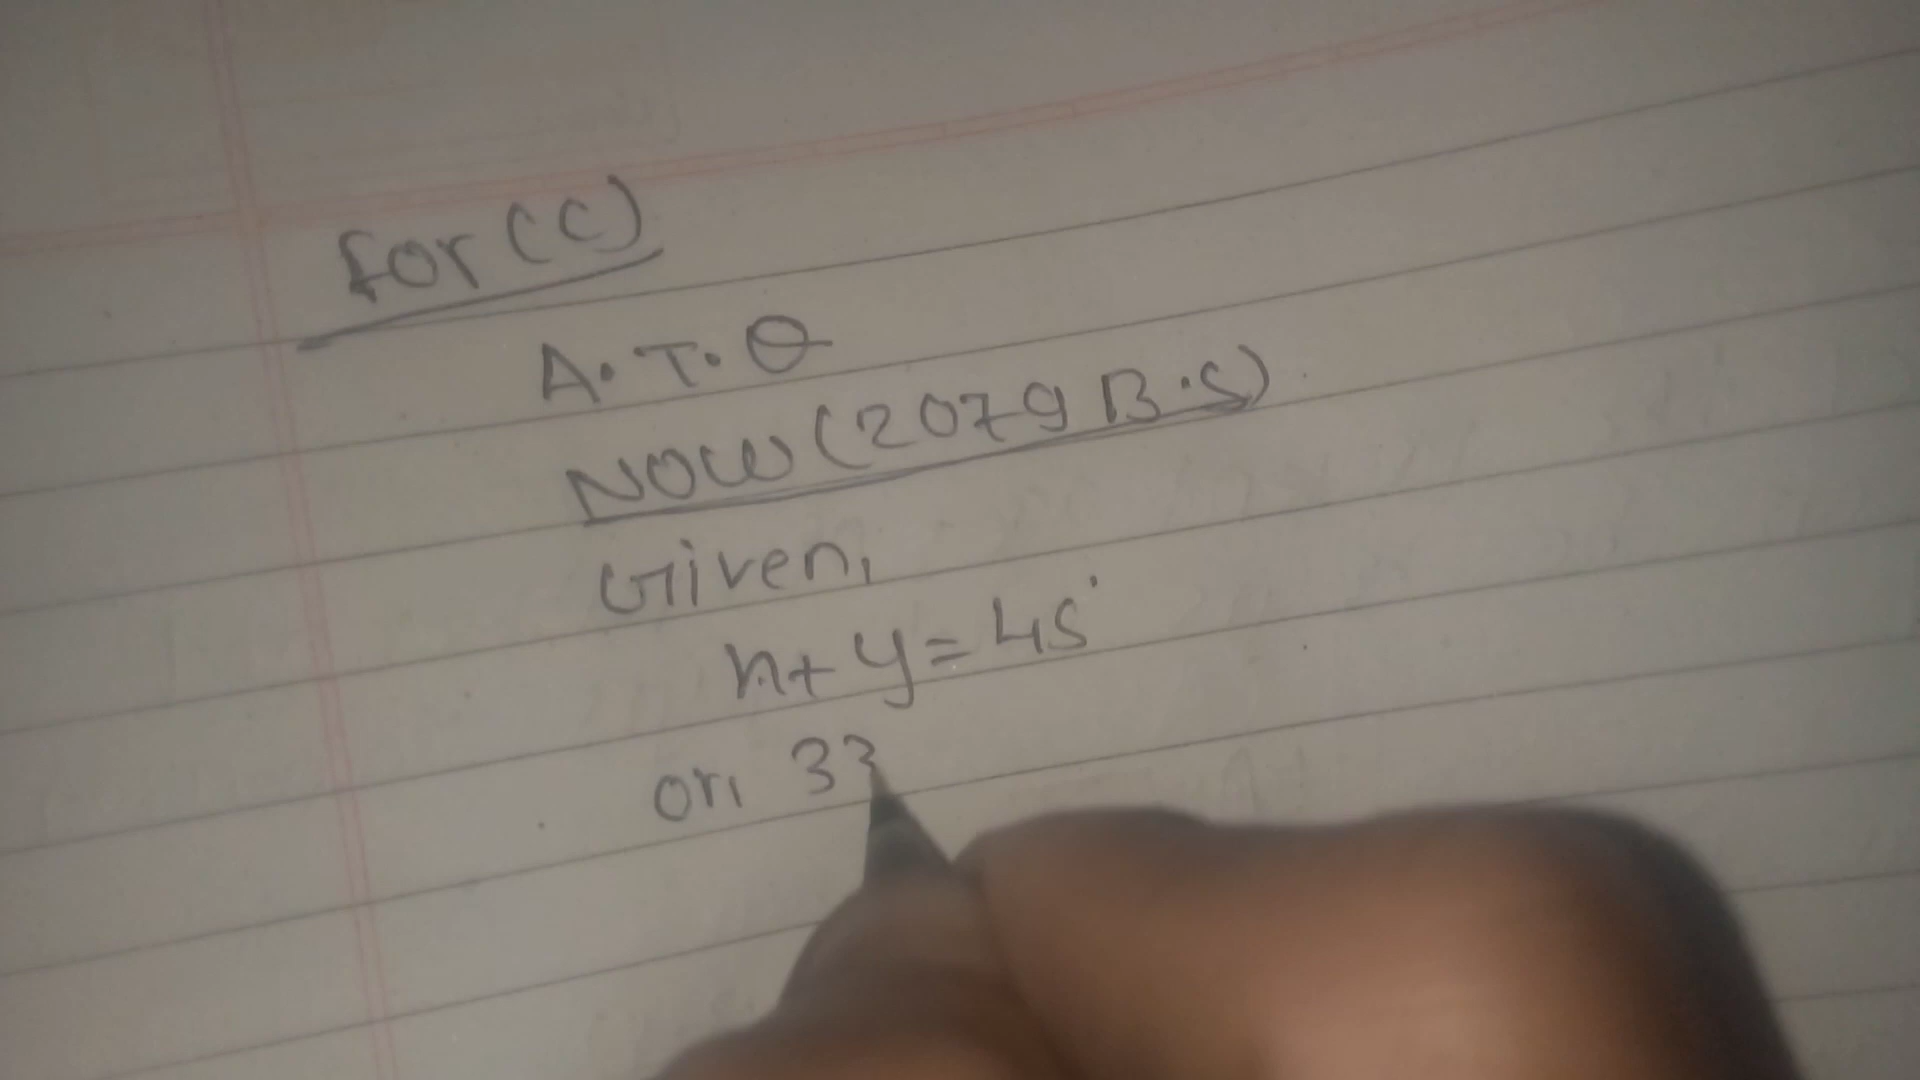 For (C)
A.T.Q
NOW (2079 B.S)
Given,
x+y=45
or, 33